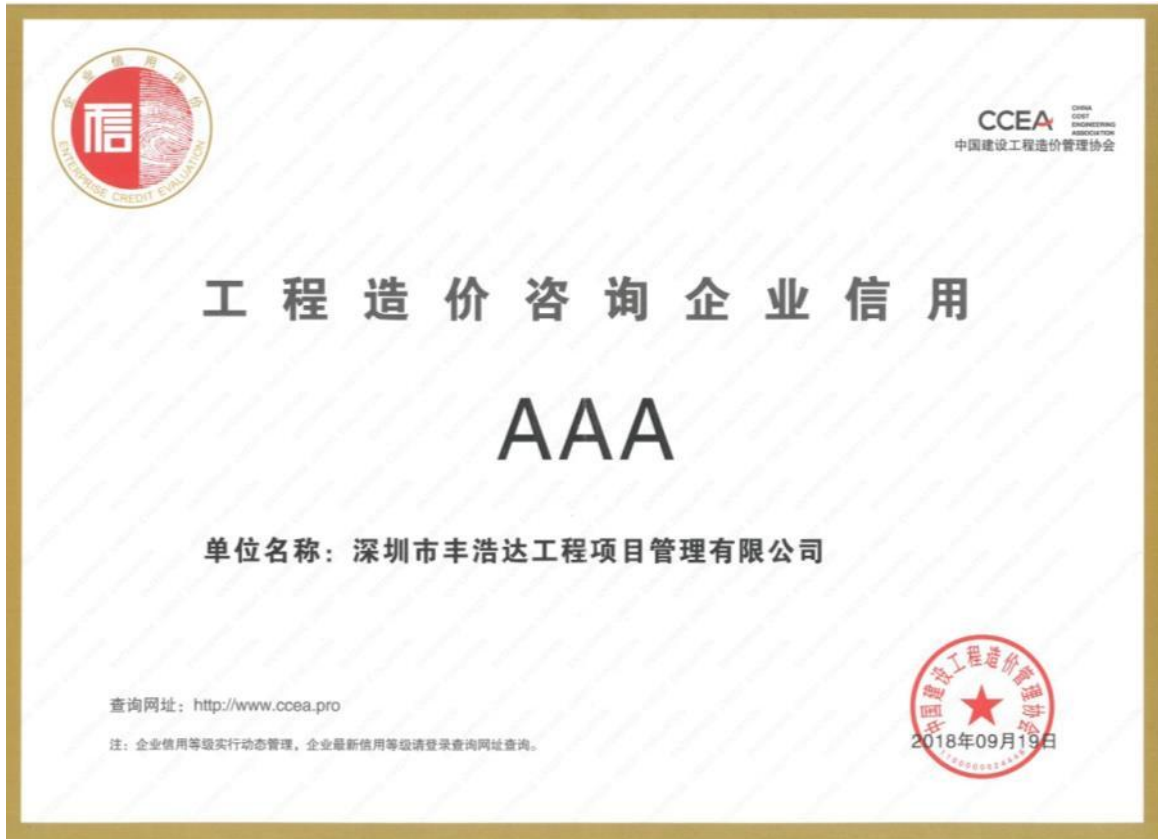 企业信用评价
信
ENTERPRISE CREDIT EVALUATION
CCEA
CHINA
COST
ENGINEERING
ASSOCIATION
中国建设工程造价管理协会
工程造价咨询企业信用
AAA
单位名称：深圳市丰浩达工程项目管理有限公司
查询网址：http://www.ccea.pro
注：企业信用等级实行动态管理，企业最新信用等级请登录查询网址查询。
中国建设工程造价管理协会
2018年09月19日